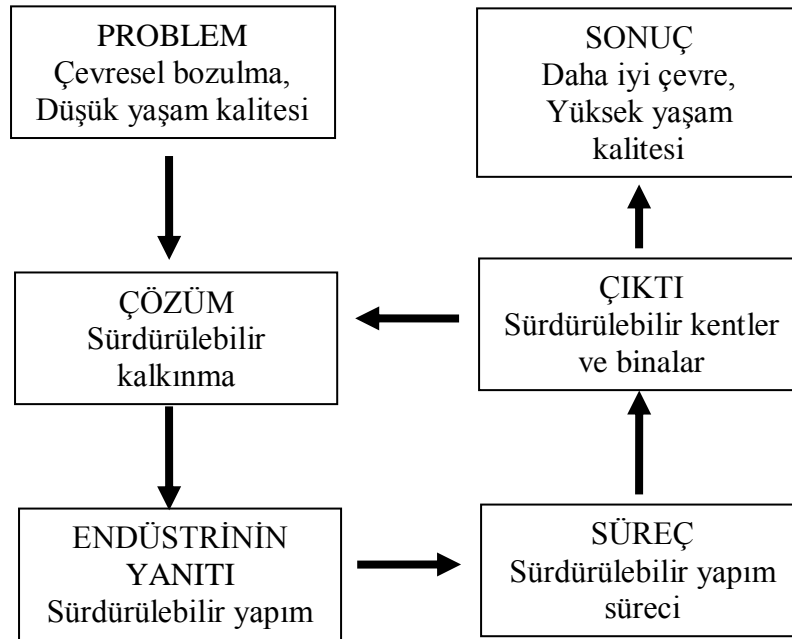 PROBLEM
Çevresel bozulma,
Düşük yaşam kalitesi
SONUÇ
Daha iyi çevre,
Yüksek yaşam
kalitesi
ÇÖZÜM
Sürdürülebilir
kalkınma
ÇIKTI
Sürdürülebilir kentler
ve binalar
ENDÜSTRİNİN
YANITI
Sürdürülebilir yapım
SÜREÇ
Sürdürülebilir yapım
süreci